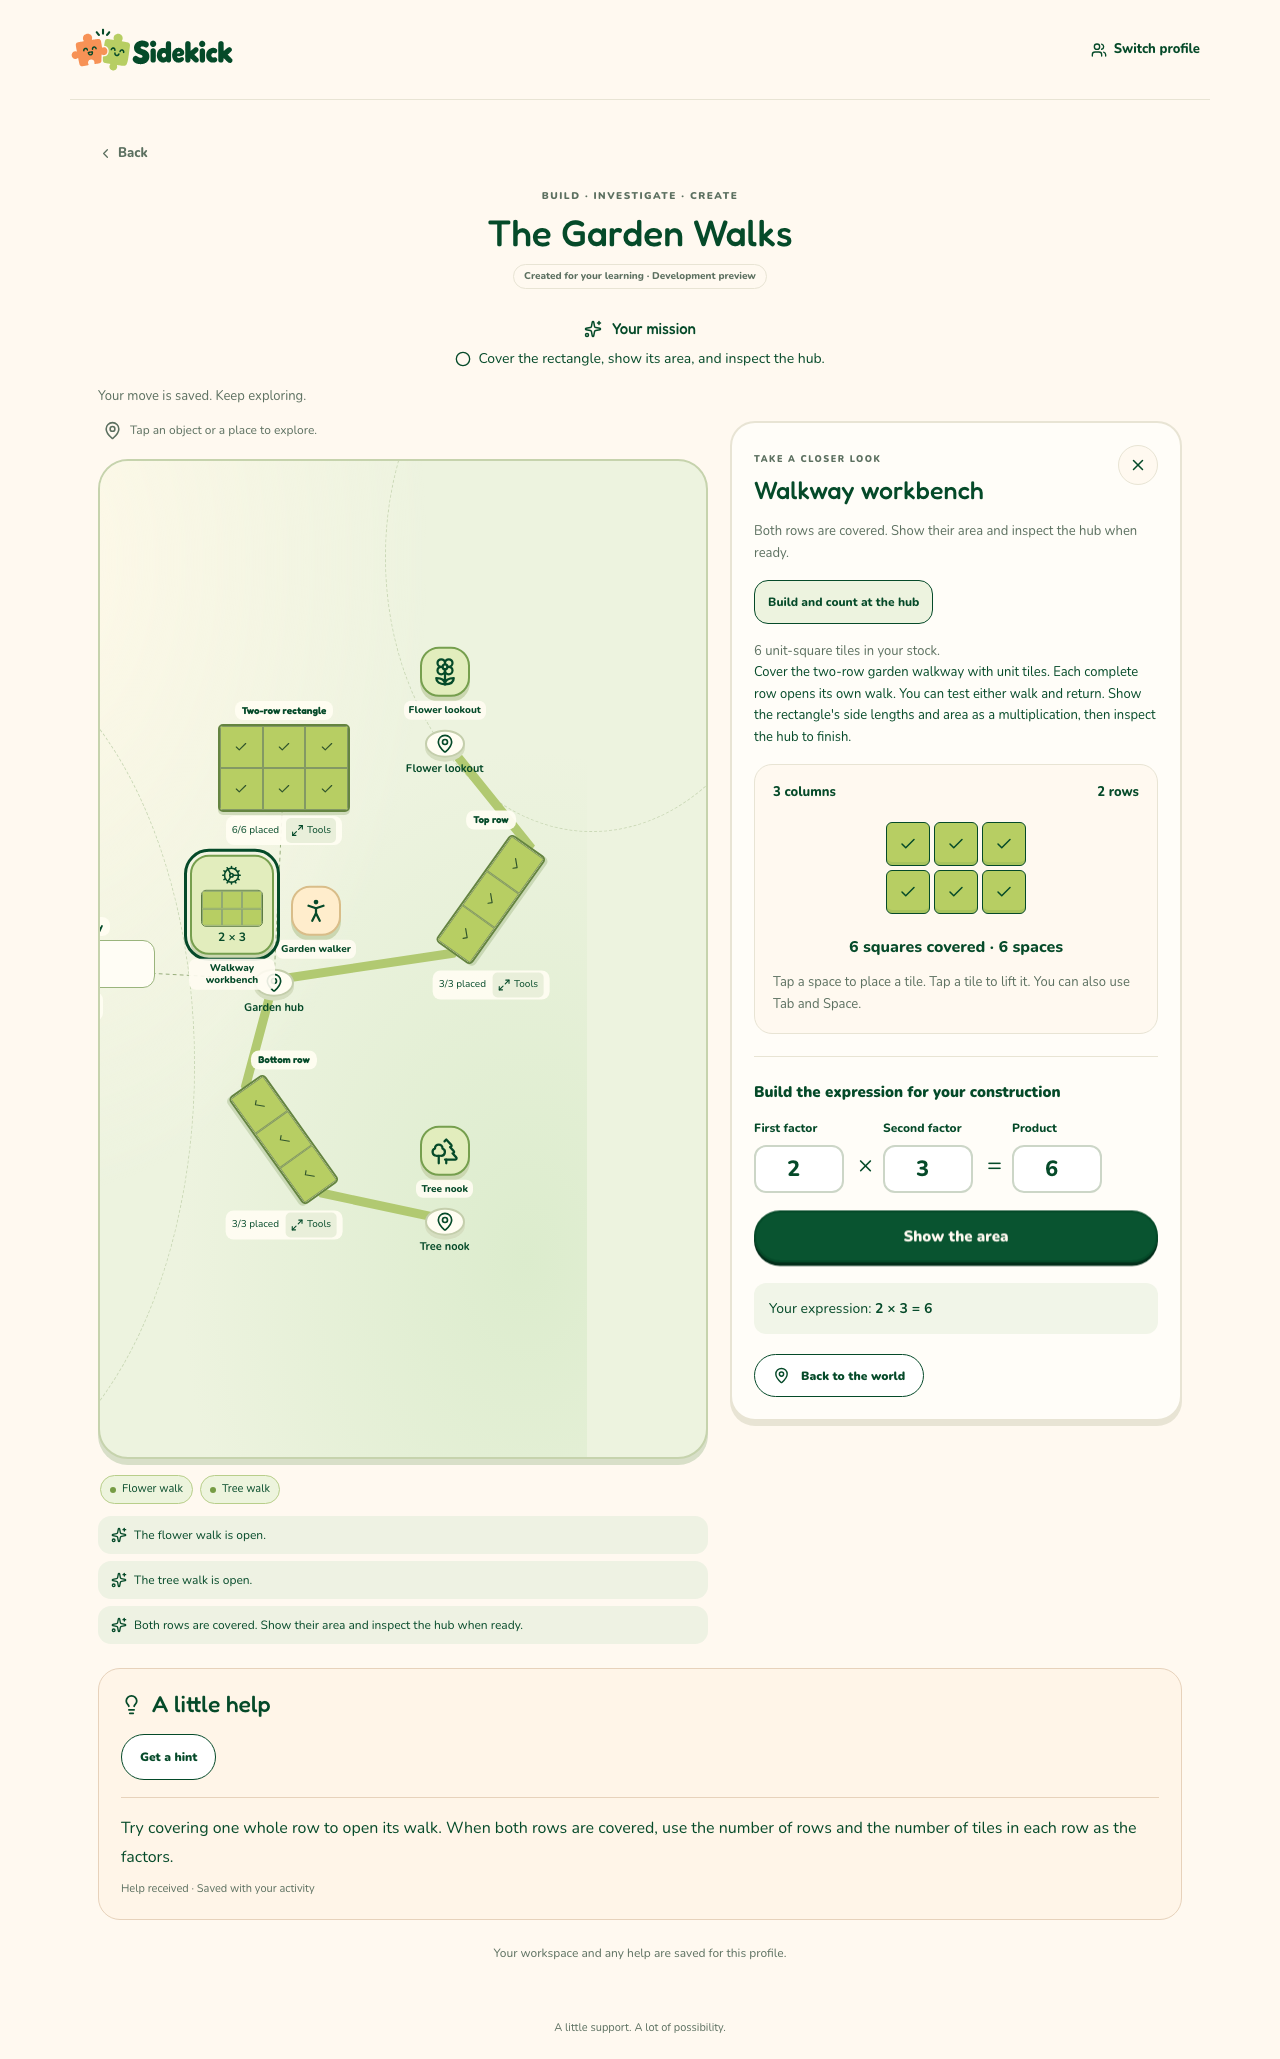 Sidekick
Switch profile
Back
BUILD · INVESTIGATE · CREATE
The Garden Walks
Created for your learning · Development preview
Your mission
Cover the rectangle, show its area, and inspect the hub.
Your move is saved. Keep exploring.
Tap an object or a place to explore.
Flower lookout
Two-row rectangle
Flower lookout
Top row
6/6 placed
Tools
2 × 3
Garden walker
Walkway
workbench
3/3 placed
Tools
Garden hub
Bottom row
Tree nook
3/3 placed
Tools
Tree nook
Flower walk
Tree walk
The flower walk is open.
The tree walk is open.
Both rows are covered. Show their area and inspect the hub when ready.
TAKE A CLOSER LOOK
Walkway workbench
Both rows are covered. Show their area and inspect the hub when
ready.
Build and count at the hub
6 unit-square tiles in your stock.
Cover the two-row garden walkway with unit tiles. Each complete
row opens its own walk. You can test either walk and return. Show
the rectangle's side lengths and area as a multiplication, then inspect
the hub to finish.
3 columns
2 rows
6 squares covered · 6 spaces
Tap a space to place a tile. Tap a tile to lift it. You can also use
Tab and Space.
Build the expression for your construction
First factor
Second factor
Product
2 × 3 = 6
Show the area
Your expression: 2 × 3 = 6
Back to the world
A little help
Get a hint
Try covering one whole row to open its walk. When both rows are covered, use the number of rows and the number of tiles in each row as the
factors.
Help received · Saved with your activity
Your workspace and any help are saved for this profile.
A little support. A lot of possibility.